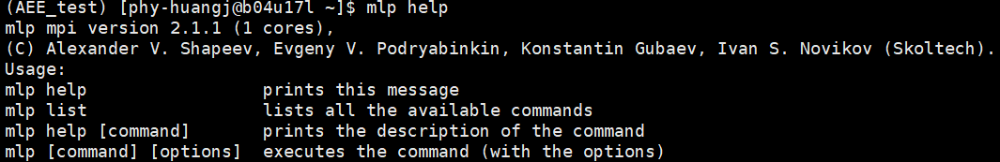 (AEE_test) [phy-huangj@b04u17l ~]$ mlp help
mlp mpi version 2.1.1 (1 cores),
(C) Alexander V. Shapeev, Evgeny V. Podryabinkin, Konstantin Gubaev, Ivan S. Novikov (Skoltech).
Usage:
mlp help                 prints this message
mlp list                 lists all the available commands
mlp help [command]       prints the description of the command
mlp [command] [options]  executes the command (with the options)